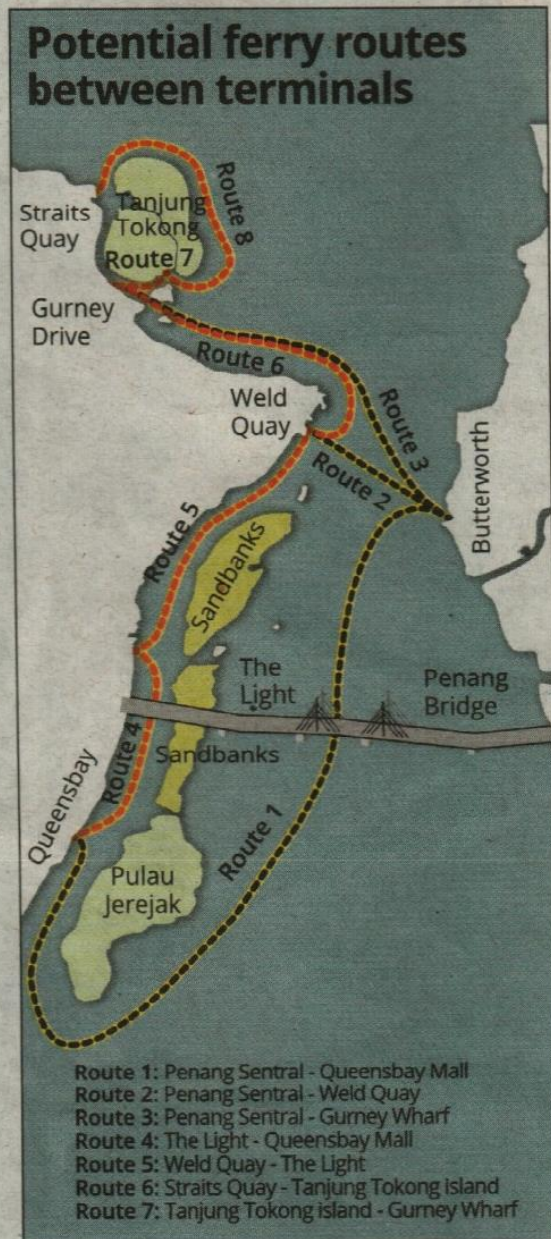 Potential ferry routes
between terminals
Straits
Quay
Tanjung
Tokong
Route 8
Route 7
Gurney
Drive
Route 6
Weld
Quay
Route 3
Route 2
Butterworth
Route 5
Sandbanks
The
Light
Penang
Bridge
Sandbanks
Route 4
Queensbay
Route 1
Pulau
Jerejak
Route 1: Penang Sentral - Queensbay Mall
Route 2: Penang Sentral - Weld Quay
Route 3: Penang Sentral - Gurney Wharf
Route 4: The Light - Queensbay Mall
Route 5: Weld Quay - The Light
Route 6: Straits Quay - Tanjung Tokong island
Route 7: Tanjung Tokong island - Gurney Wharf